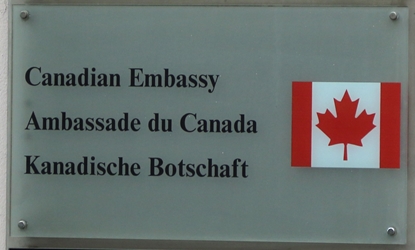 Canadian Embassy
Ambassade du Canada
Kanadische Botschaft